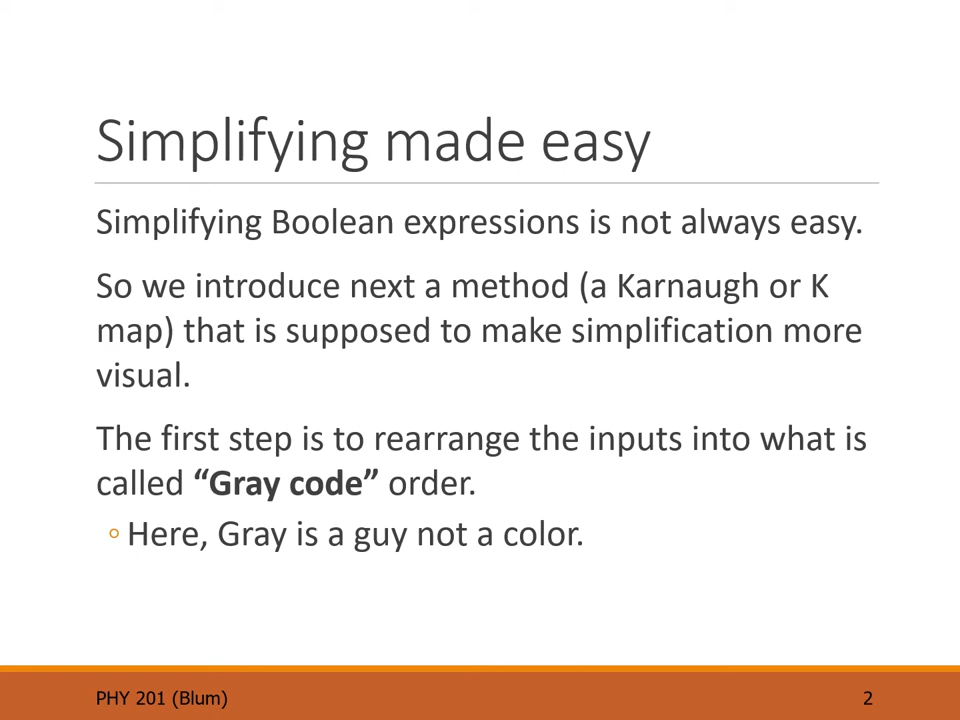 Simplifying made easy
Simplifying Boolean expressions is not always easy.
So we introduce next a method (a Karnaugh or K
map) that is supposed to make simplification more
visual.
The first step is to rearrange the inputs into what is
called “Gray code” order.
◦ Here, Gray is a guy not a color.
PHY 201 (Blum)
2